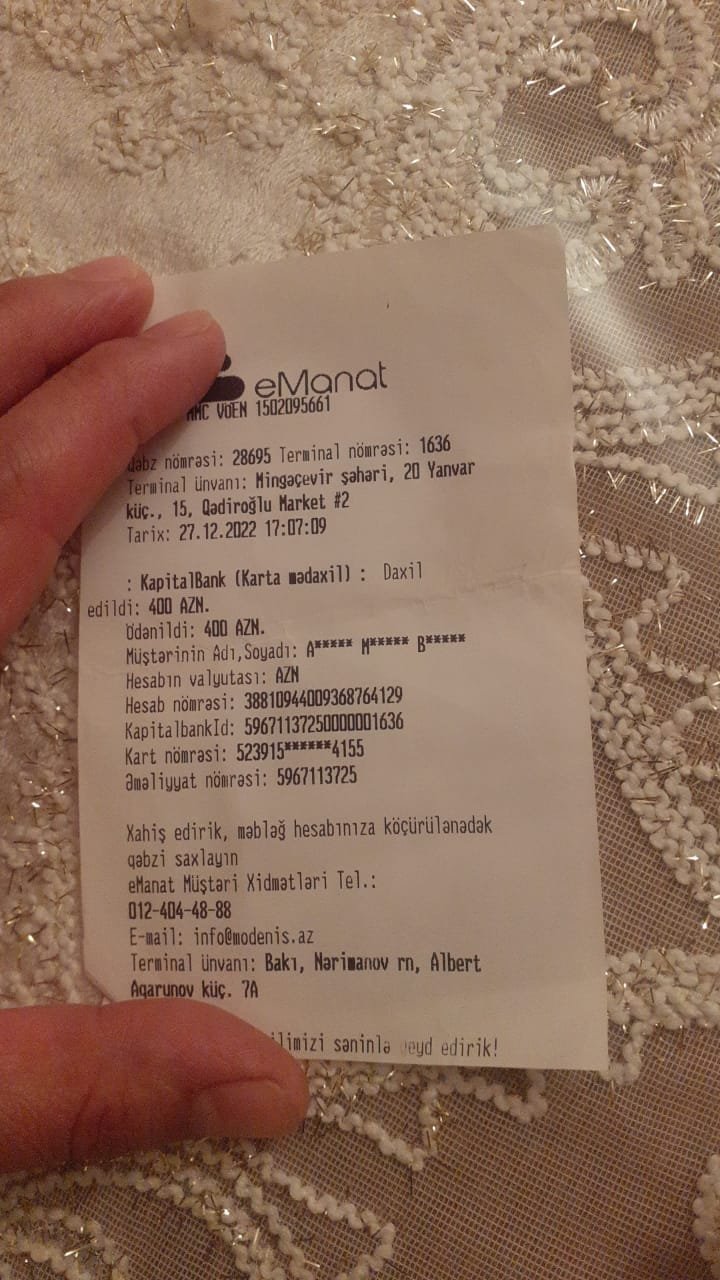 eManat
MMC VÖEN 1502095661
Qəbz nömrəsi: 28695 Terminal nömrəsi: 1636
Terminal ünvanı: Mingəçevir şəhəri, 20 Yanvar
küç., 15, Qədiroğlu Market #2
Tarix: 27.12.2022 17:07:09
: KapitalBank (Karta mədaxil) : Daxil
edildi: 400 AZN.
Ödənildi: 400 AZN.
Müştərinin Adı,Soyadı: A***** M***** B*****
Hesabın valyutası: AZN
Hesab nömrəsi: 38810944009368764129
KapitalbankId: 59671137250000001636
Kart nömrəsi: 523915******4155
Əməliyyat nömrəsi: 5967113725
Xahiş edirik, məbləğ hesabınıza köçürülənədək
qəbzi saxlayın
eManat Müştəri Xidmətləri Tel.:
012-404-48-88
E-mail: info@modenis.az
Terminal ünvanı: Bakı, Nərimanov rn, Albert
Aqarunov küç. 7A
səninlə qeyd edirik!